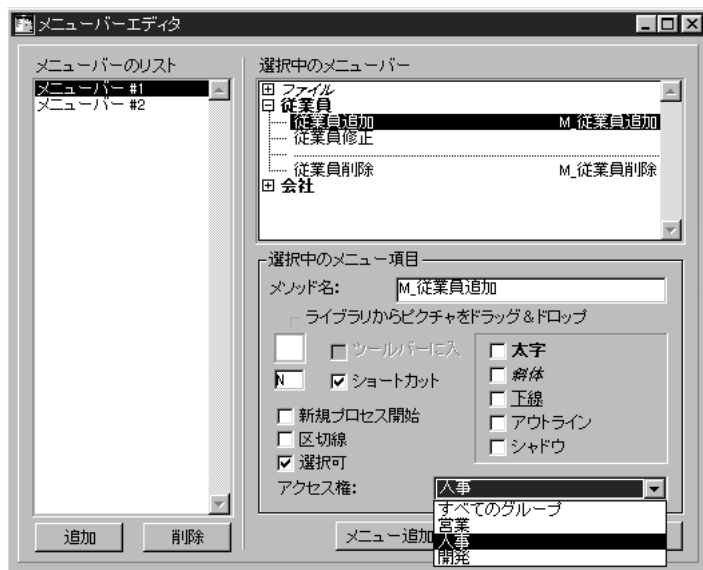 メニューバーエディタ
メニューバーのリスト
メニューバー #1
メニューバー #2
追加
削除
選択中のメニューバー
ファイル
従業員
従業員追加 M_従業員追加
従業員修正
従業員削除 M_従業員削除
会社
選択中のメニュー項目
メソッド名: M_従業員追加
ライブラリからピクチャをドラッグ&ドロップ
ツールバーに入
N ショートカット
新規プロセス開始
区切線
選択可
太字
斜体
下線
アウトライン
シャドウ
アクセス権: 人事
すべてのグループ
営業
人事
開発
メニュー追加